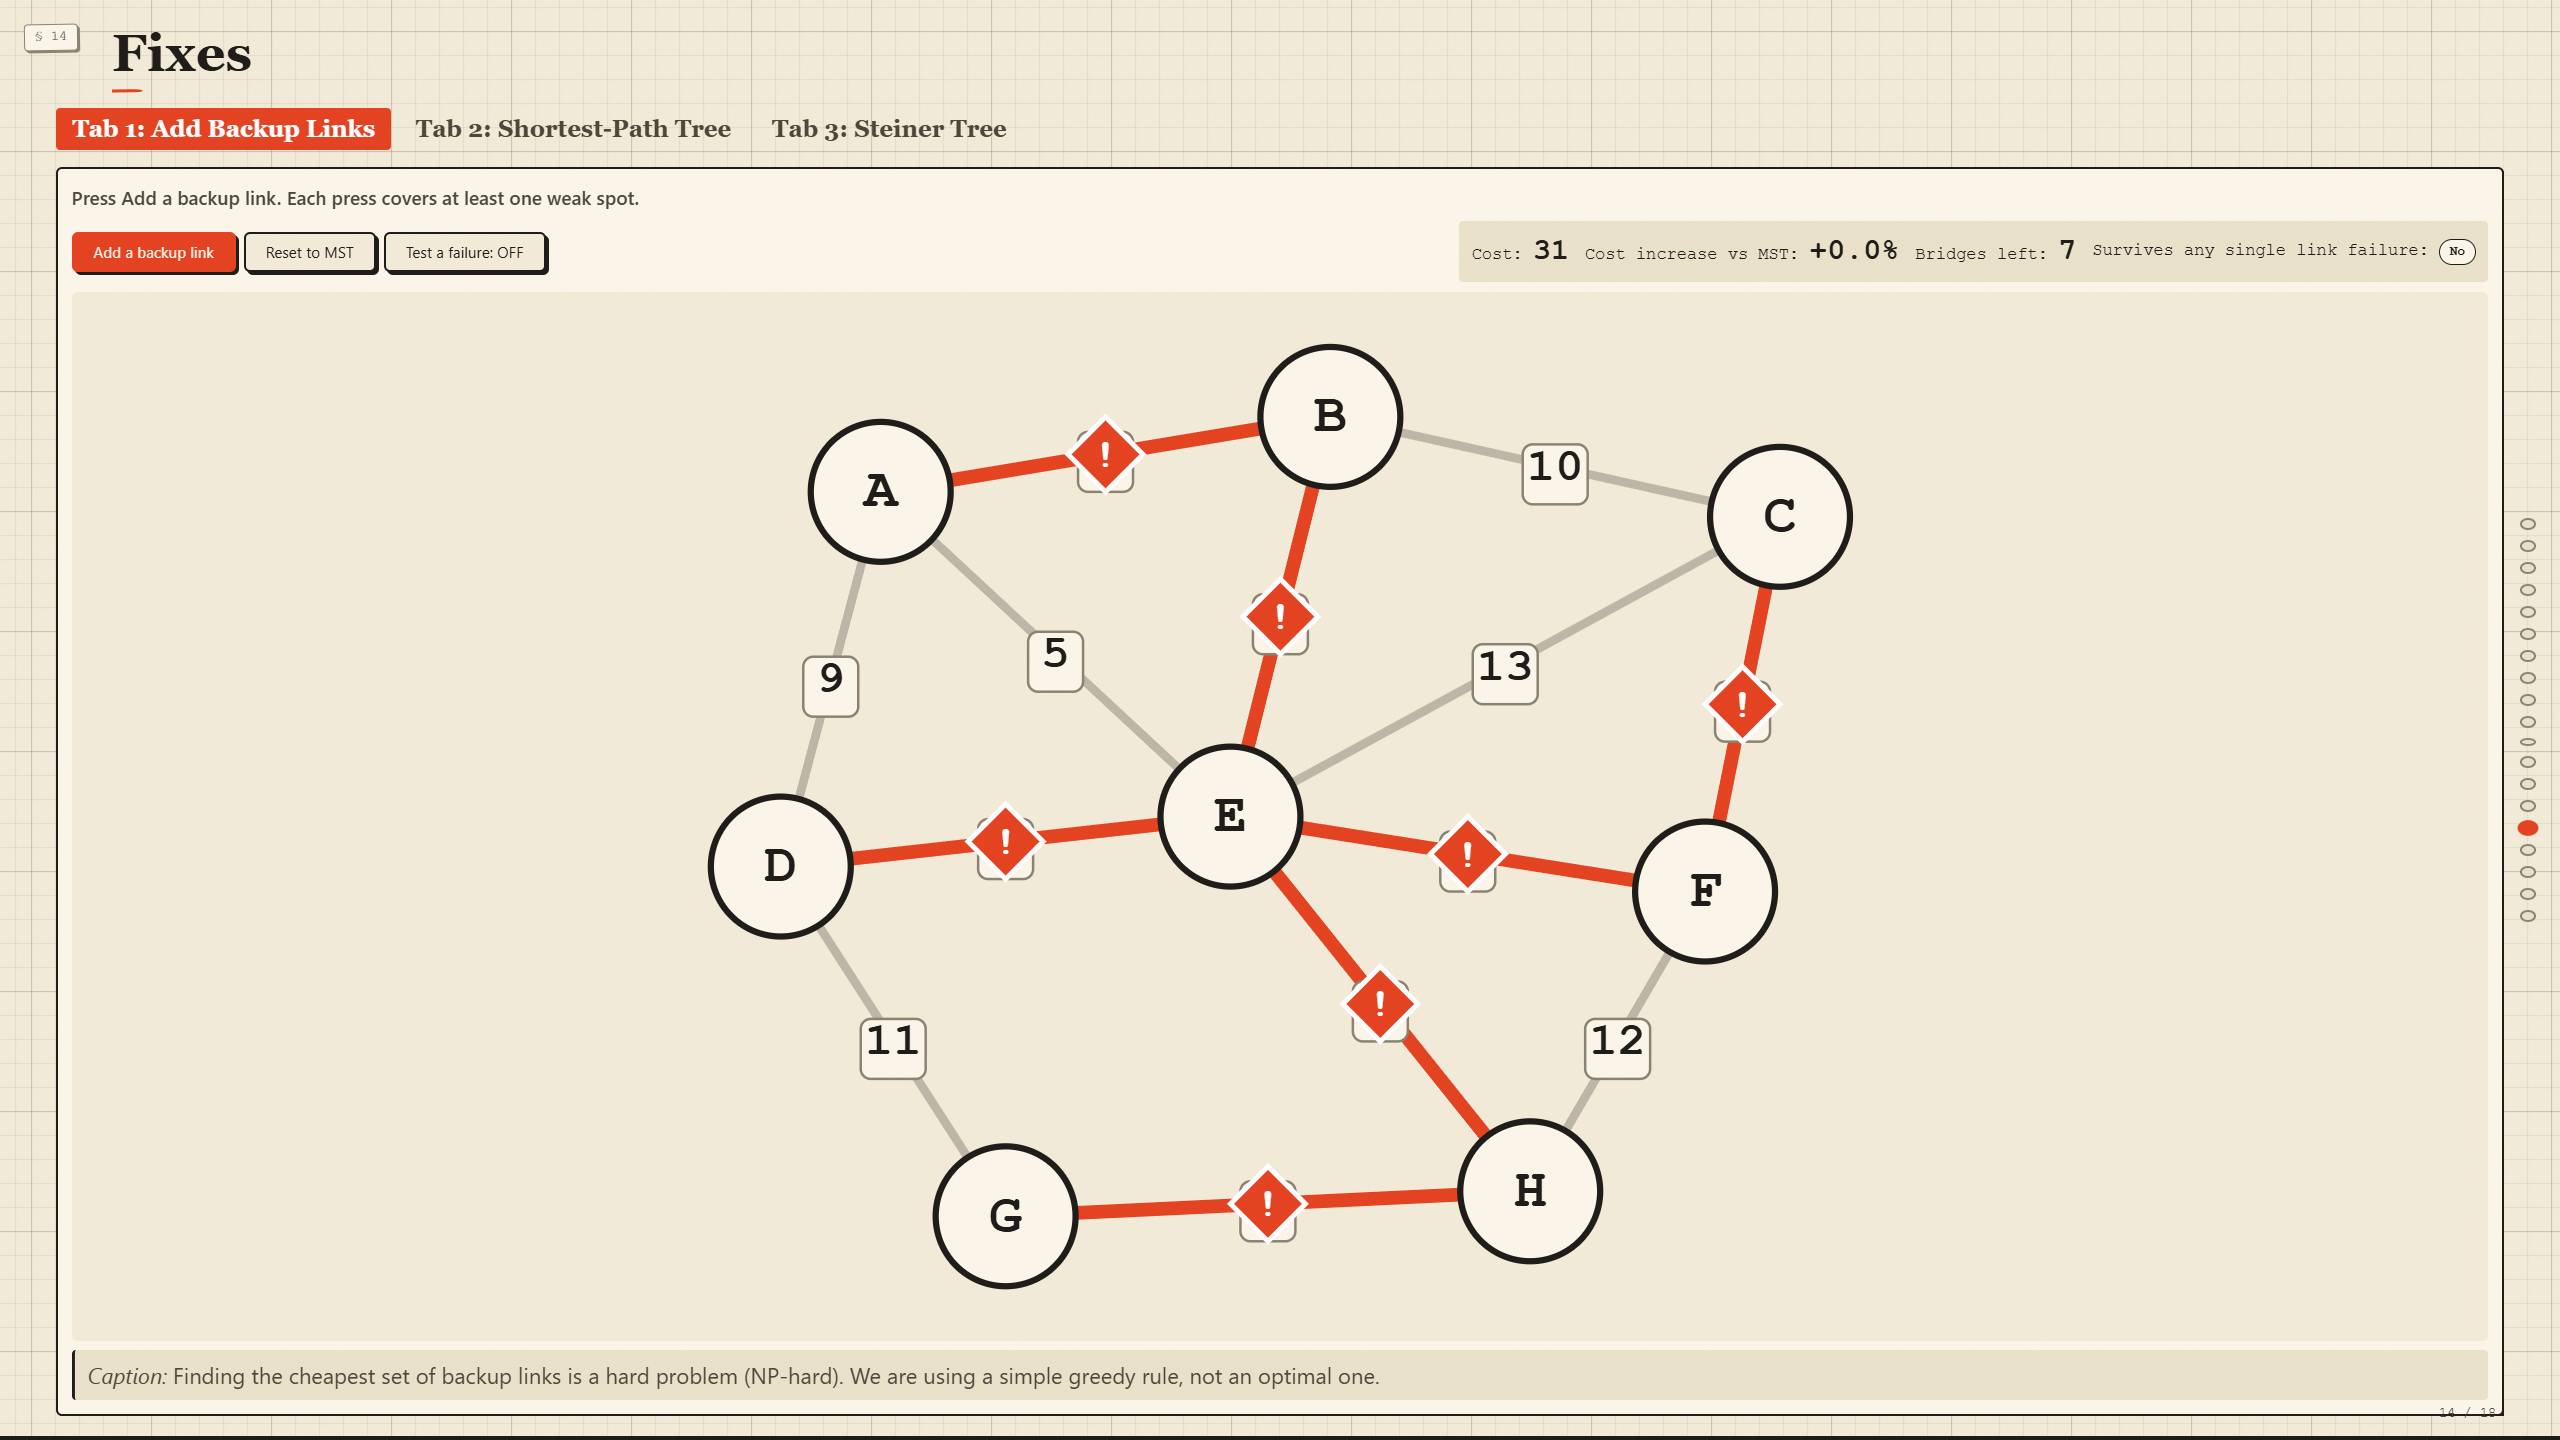 § 14
Fixes
Tab 1: Add Backup Links
Tab 2: Shortest-Path Tree
Tab 3: Steiner Tree
Press Add a backup link. Each press covers at least one weak spot.
Add a backup link
Reset to MST
Test a failure: OFF
Cost: 31 Cost increase vs MST: +0.0% Bridges left: 7 Survives any single link failure: No
B
!
10
A
C
!
5
13
9
!
E
!
!
D
F
!
11
12
!
H
G
Caption: Finding the cheapest set of backup links is a hard problem (NP-hard). We are using a simple greedy rule, not an optimal one.
14 / 18